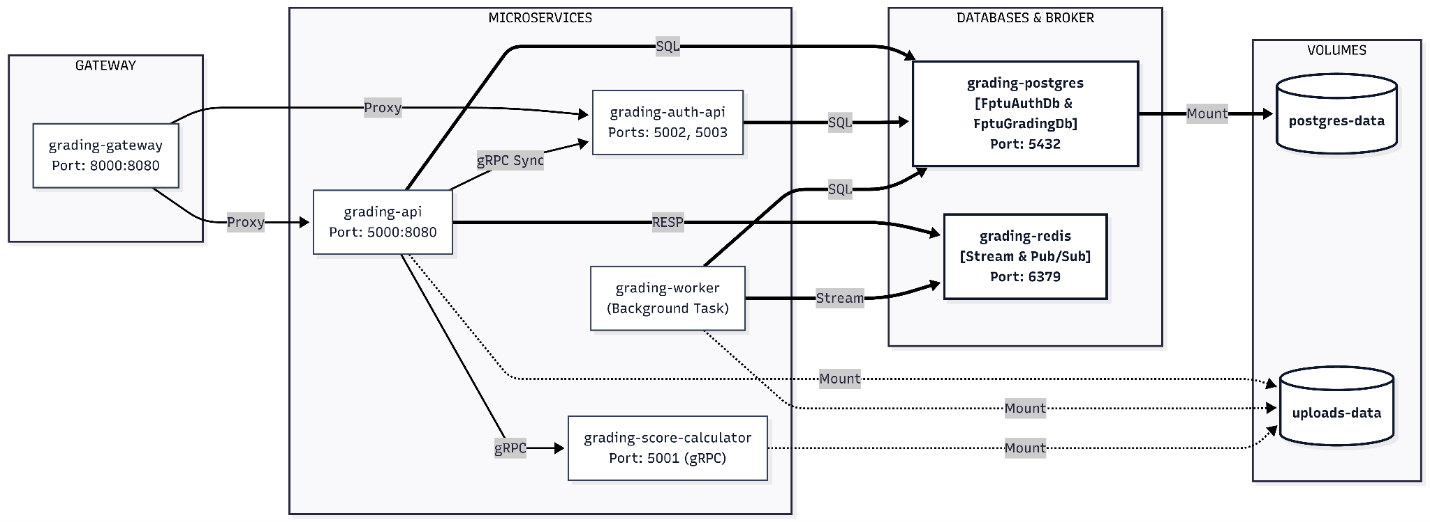 GATEWAY
grading-gateway
Port: 8000:8080
Proxy
Proxy
MICROSERVICES
SQL
grading-auth-api
Ports: 5002, 5003
gRPC Sync
grading-api
Port: 5000:8080
RESP
grading-worker
(Background Task)
gRPC
grading-score-calculator
Port: 5001 (gRPC)
SQL
SQL
Stream
Mount
Mount
Mount
DATABASES & BROKER
grading-postgres
[FptuAuthDb &
FptuGradingDb]
Port: 5432
grading-redis
[Stream & Pub/Sub]
Port: 6379
Mount
VOLUMES
postgres-data
uploads-data